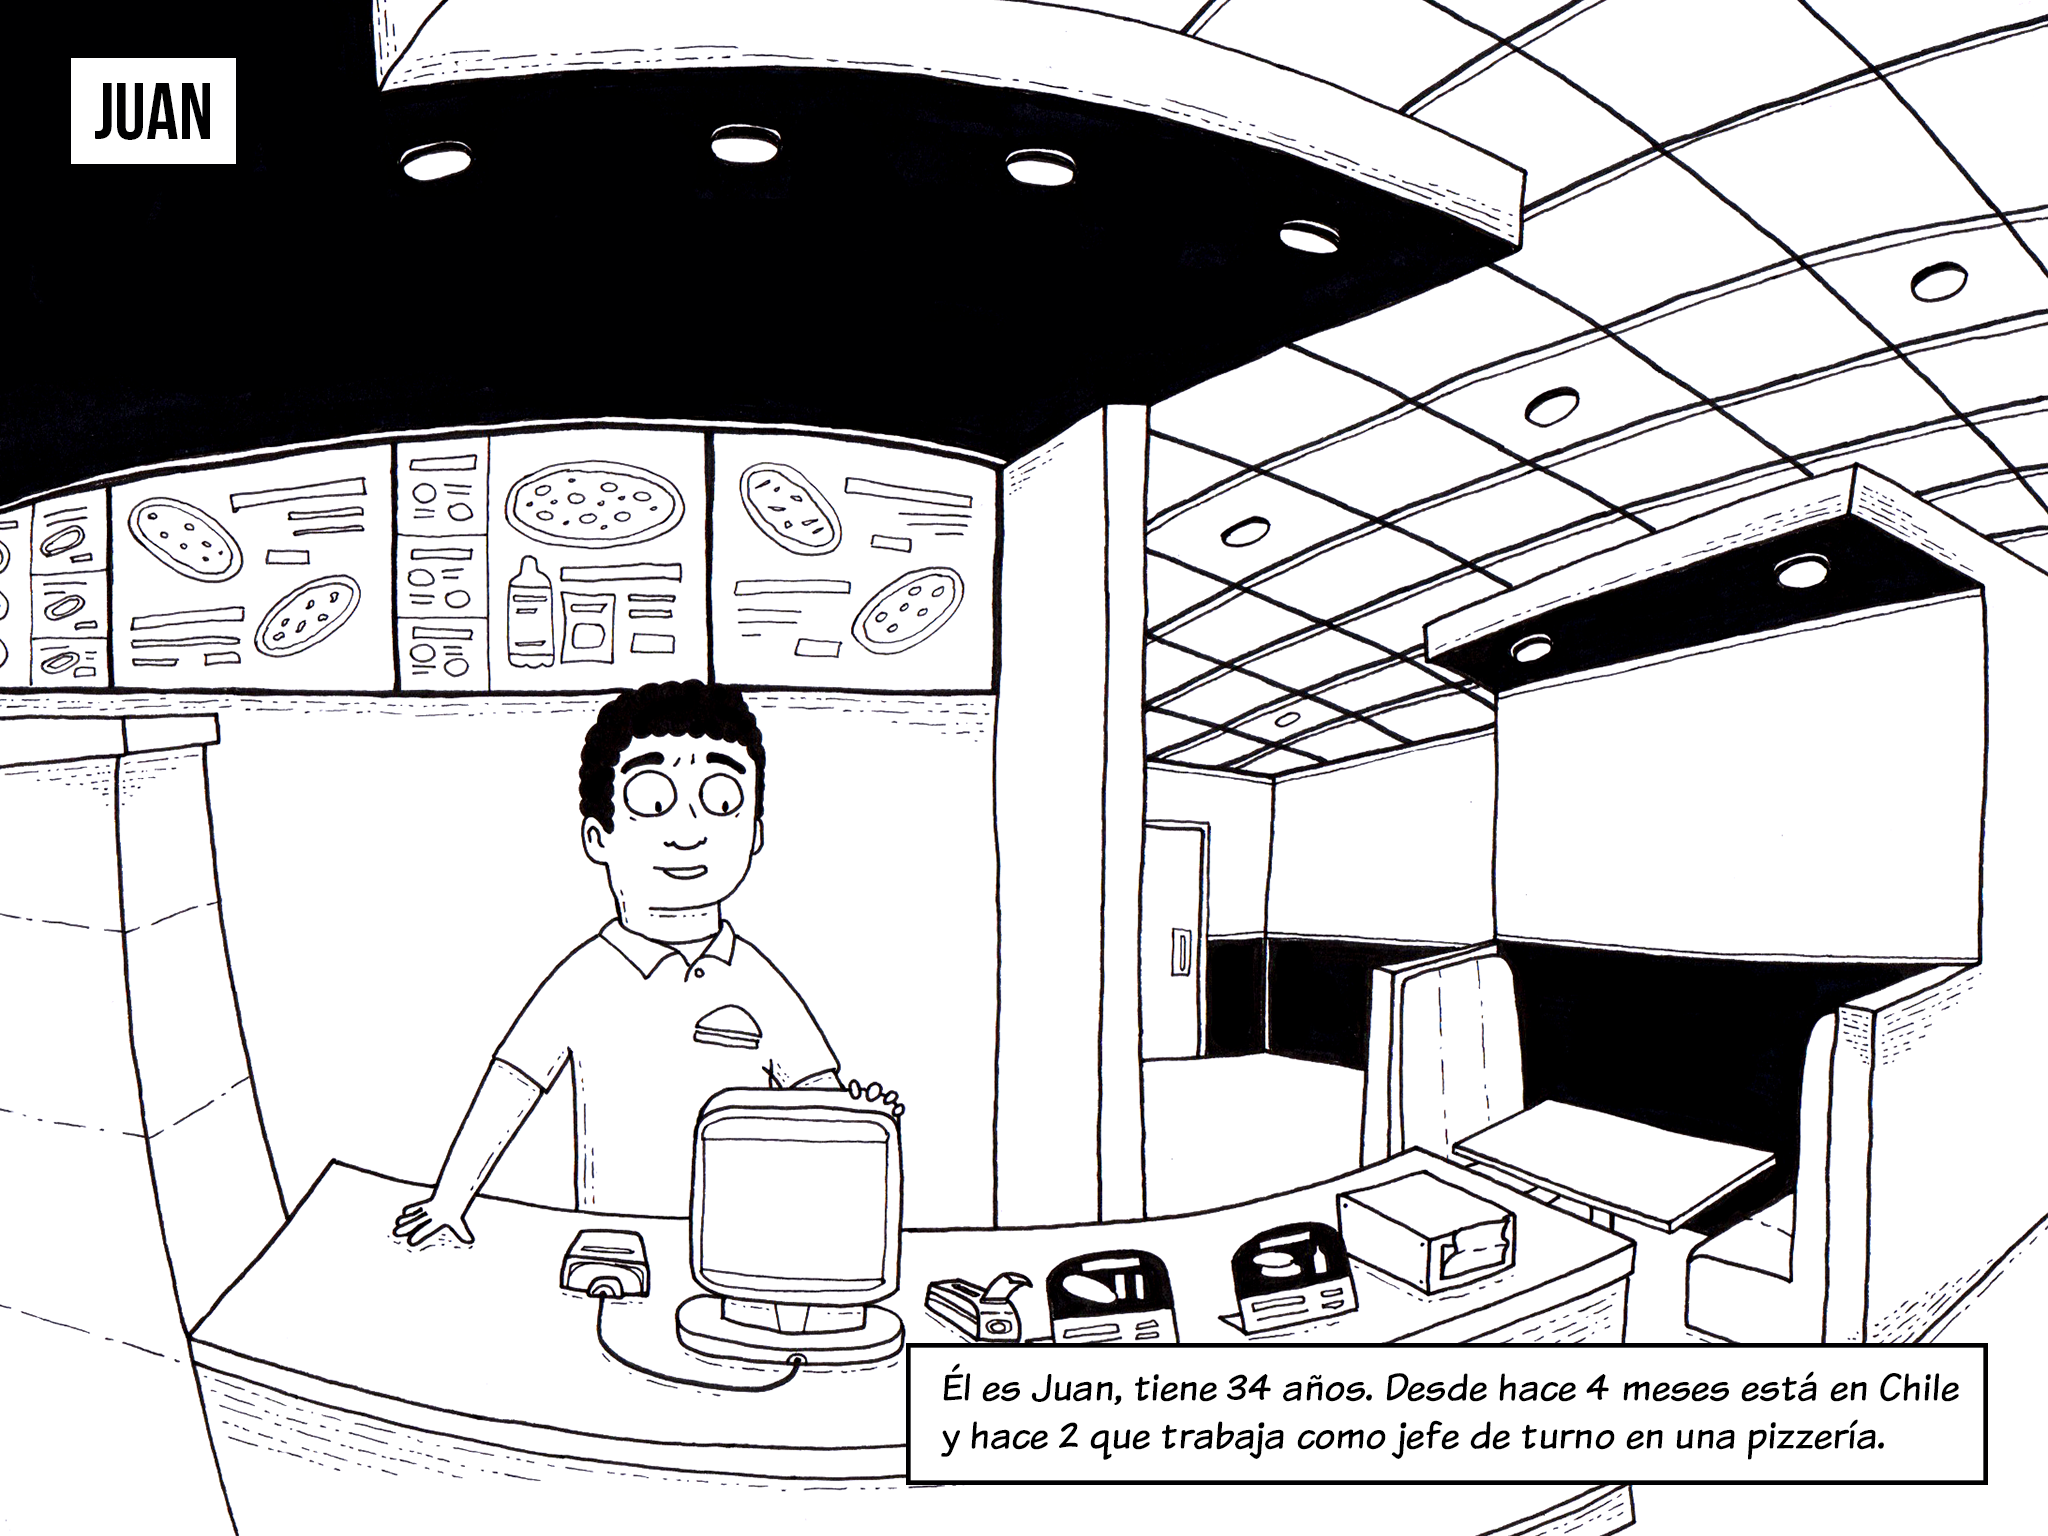 JUAN
Él es Juan, tiene 34 años. Desde hace 4 meses está en Chile
y hace 2 que trabaja como jefe de turno en una pizzería.